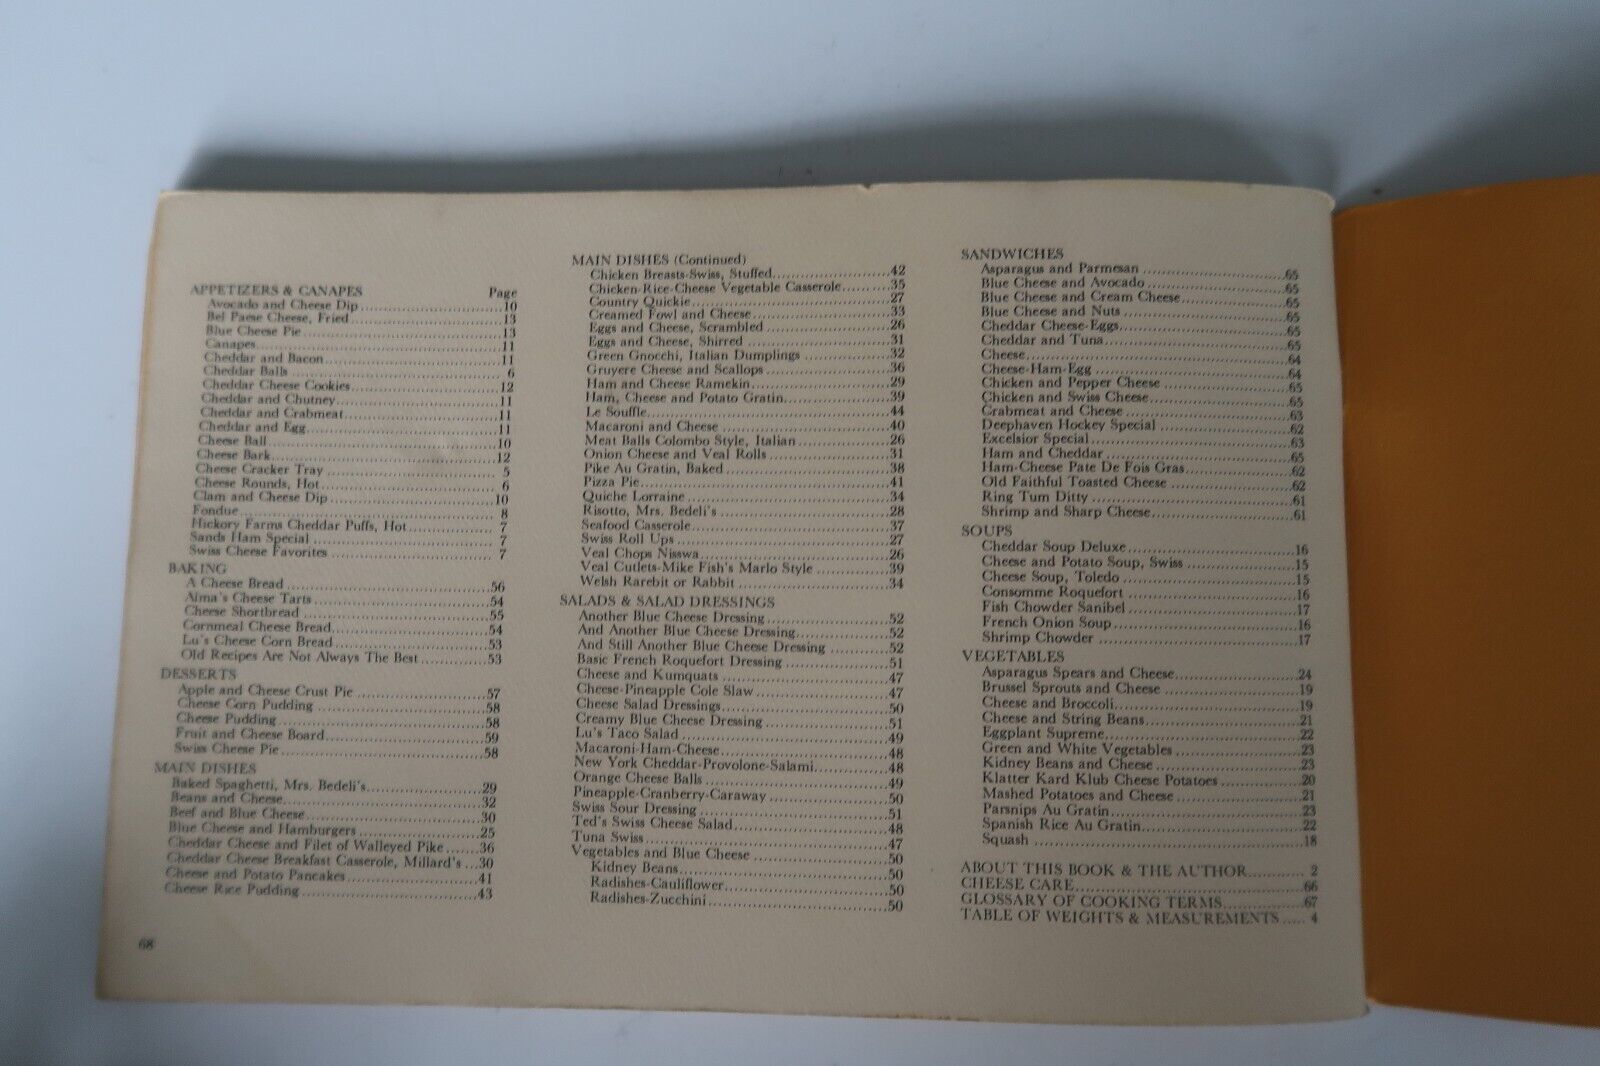 APPETIZERS & CANAPES Page
Avocado and Cheese Dip 10
Bel Paese Cheese, Fried 13
Blue Cheese Pie 13
Canapes 11
Cheddar and Bacon 11
Cheddar Balls 6
Cheddar Cheese Cookies 12
Cheddar and Chutney 11
Cheddar and Crabmeat 11
Cheddar and Egg 11
Cheese Ball 10
Cheese Bark 12
Cheese Cracker Tray 5
Cheese Rounds, Hot 6
Clam and Cheese Dip 10
Fondue 8
Hickory Farms Cheddar Puffs, Hot 7
Sands Ham Special 7
Swiss Cheese Favorites 7
BAKING
A Cheese Bread 56
Alma's Cheese Tarts 54
Cheese Shortbread 55
Cornmeal Cheese Bread 54
Lu's Cheese Corn Bread 53
Old Recipes Are Not Always The Best 53
DESSERTS
Apple and Cheese Crust Pie 57
Cheese Corn Pudding 58
Cheese Pudding 58
Fruit and Cheese Board 59
Swiss Cheese Pie 58
MAIN DISHES
Baked Spaghetti, Mrs. Bedeli's 29
Beans and Cheese 32
Beef and Blue Cheese 30
Blue Cheese and Hamburgers 25
Cheddar Cheese and Filet of Walleyed Pike 36
Cheddar Cheese Breakfast Casserole, Millard's 30
Cheese and Potato Pancakes 41
Cheese Rice Pudding 43
68
MAIN DISHES (Continued)
Chicken Breasts-Swiss, Stuffed 42
Chicken-Rice-Cheese Vegetable Casserole 35
Country Quickie 27
Creamed Fowl and Cheese 33
Eggs and Cheese, Scrambled 26
Eggs and Cheese, Shirred 31
Green Gnocchi, Italian Dumplings 32
Gruyere Cheese and Scallops 36
Ham and Cheese Ramekin 29
Ham, Cheese and Potato Gratin 39
Le Souffle 44
Macaroni and Cheese 40
Meat Balls Colombo Style, Italian 26
Onion Cheese and Veal Rolls 31
Pike Au Gratin, Baked 38
Pizza Pie 41
Quiche Lorraine 34
Risotto, Mrs. Bedeli's 28
Seafood Casserole 37
Swiss Roll Ups 27
Veal Chops Nisswa 26
Veal Cutlets-Mike Fish's Marlo Style 39
Welsh Rarebit or Rabbit 34
SALADS & SALAD DRESSINGS
Another Blue Cheese Dressing 52
And Another Blue Cheese Dressing 52
And Still Another Blue Cheese Dressing 52
Basic French Roquefort Dressing 51
Cheese and Kumquats 47
Cheese-Pineapple Cole Slaw 47
Cheese Salad Dressings 50
Creamy Blue Cheese Dressing 51
Lu's Taco Salad 49
Macaroni-Ham-Cheese 48
New York Cheddar-Provolone-Salami 48
Orange Cheese Balls 49
Pineapple-Cranberry-Caraway 50
Swiss Sour Dressing 51
Ted's Swiss Cheese Salad 48
Tuna Swiss 47
Vegetables and Blue Cheese 50
Kidney Beans 50
Radishes-Cauliflower 50
Radishes-Zucchini 50
SANDWICHES
Asparagus and Parmesan 65
Blue Cheese and Avocado 65
Blue Cheese and Cream Cheese 65
Blue Cheese and Nuts 65
Cheddar Cheese-Eggs 65
Cheddar and Tuna 65
Cheese 64
Cheese-Ham-Egg 64
Chicken and Pepper Cheese 65
Chicken and Swiss Cheese 65
Crabmeat and Cheese 63
Deephaven Hockey Special 62
Excelsior Special 63
Ham and Cheddar 65
Ham-Cheese Pate De Fois Gras 62
Old Faithful Toasted Cheese 62
Ring Tum Ditty 61
Shrimp and Sharp Cheese 61
SOUPS
Cheddar Soup Deluxe 16
Cheese and Potato Soup, Swiss 15
Cheese Soup, Toledo 15
Consomme Roquefort 16
Fish Chowder Sanibel 17
French Onion Soup 16
Shrimp Chowder 17
VEGETABLES
Asparagus Spears and Cheese 24
Brussel Sprouts and Cheese 19
Cheese and Broccoli 19
Cheese and String Beans 21
Eggplant Supreme 22
Green and White Vegetables 23
Kidney Beans and Cheese 23
Klatter Kard Klub Cheese Potatoes 20
Mashed Potatoes and Cheese 21
Parsnips Au Gratin 23
Spanish Rice Au Gratin 22
Squash 18
ABOUT THIS BOOK & THE AUTHOR 2
CHEESE CARE 66
GLOSSARY OF COOKING TERMS 67
TABLE OF WEIGHTS & MEASUREMENTS 4